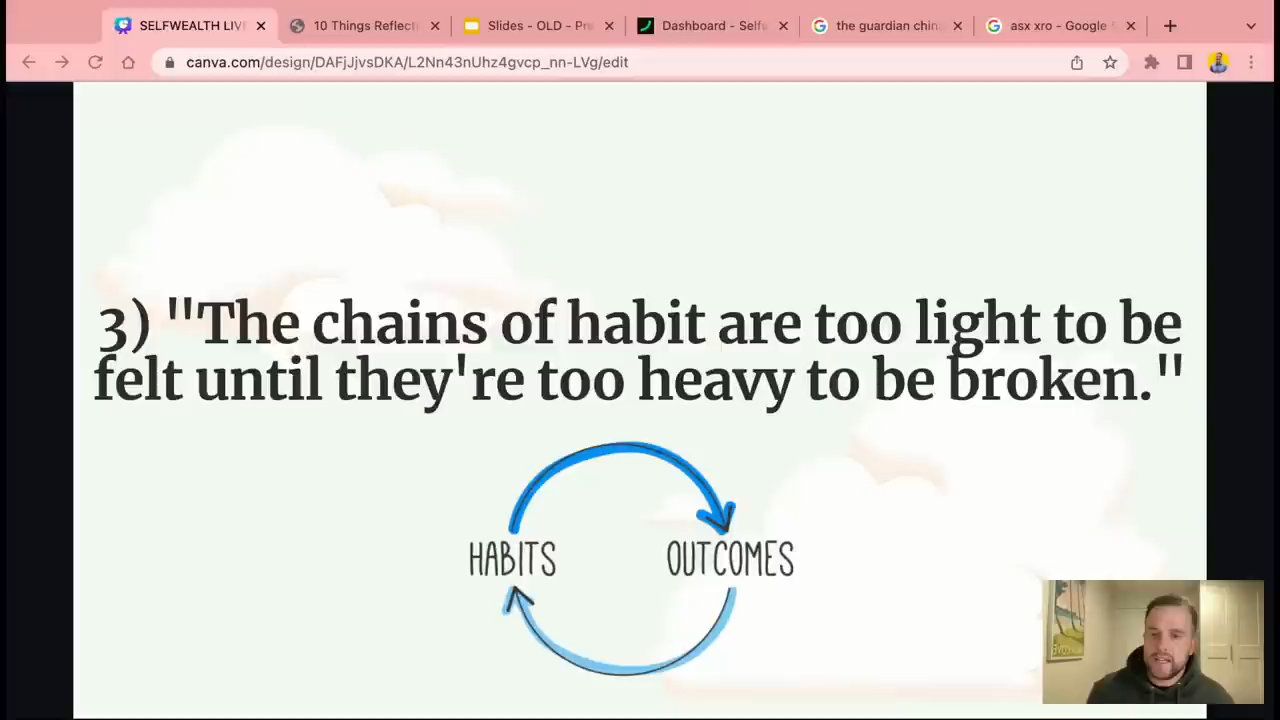 SELFWEALTH LIV
10 Things Reflect
Slides - OLD - Pr
Dashboard - Selfw
the guardian china
asx xro - Google S
canva.com/design/DAFjJjvsDKA/L2Nn43nUhz4gvcp_nn-LVg/edit
3) "The chains of habit are too light to be
felt until they're too heavy to be broken."
HABITS
OUTCOMES